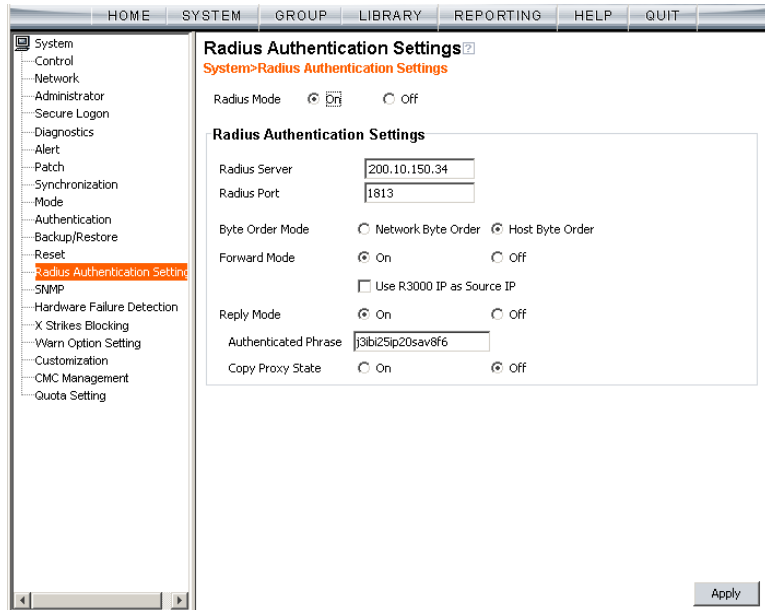 HOME SYSTEM GROUP LIBRARY REPORTING HELP QUIT
System
Control
Network
Administrator
Secure Logon
Diagnostics
Alert
Patch
Synchronization
Mode
Authentication
Backup/Restore
Reset
Radius Authentication Setting
SNMP
Hardware Failure Detection
X Strikes Blocking
Warn Option Setting
Customization
CMC Management
Quota Setting
Radius Authentication Settings?
System>Radius Authentication Settings
Radius Mode On Off
Radius Authentication Settings
Radius Server 200.10.150.34
Radius Port 1813
Byte Order Mode Network Byte Order Host Byte Order
Forward Mode On Off
Use R3000 IP as Source IP
Reply Mode On Off
Authenticated Phrase j3ibi25ip20sav8f6
Copy Proxy State On Off
Apply